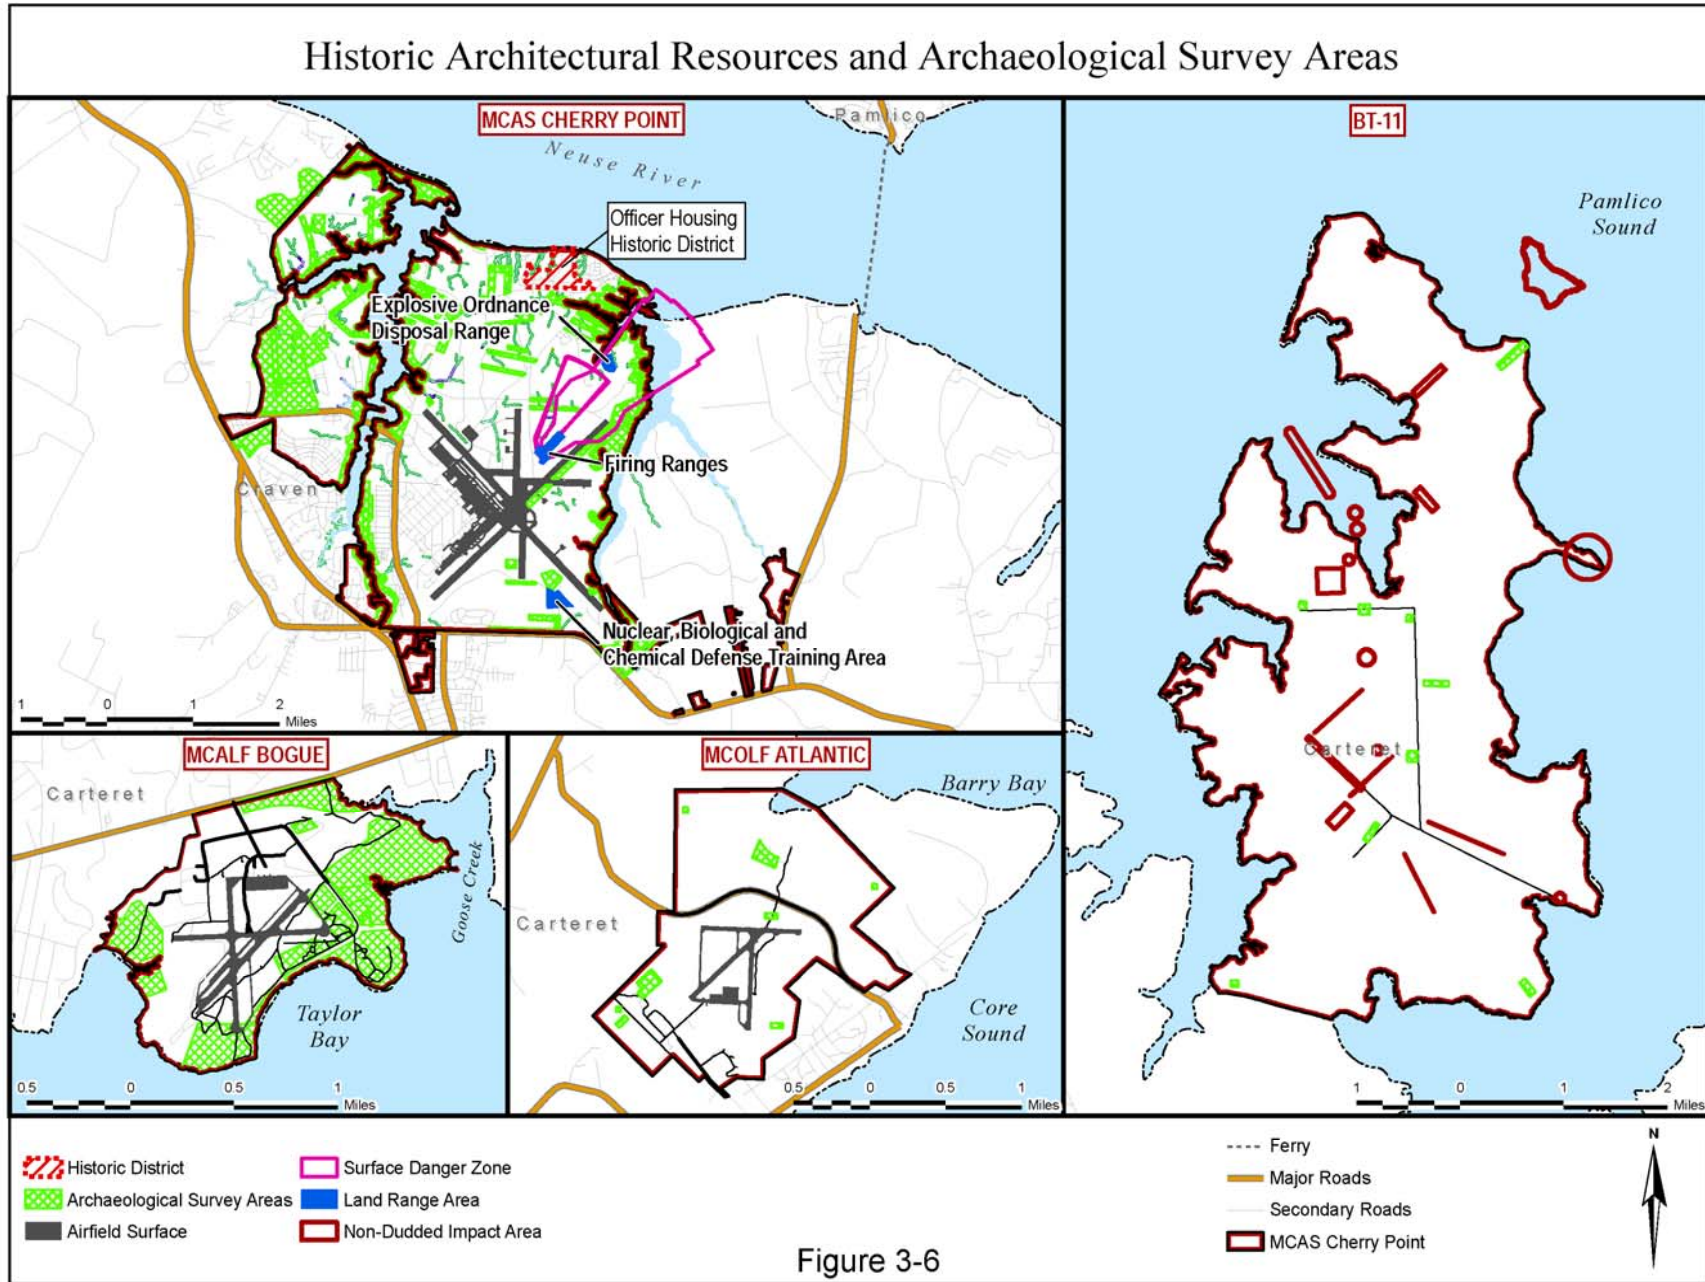 Historic Architectural Resources and Archaeological Survey Areas
MCAS CHERRY POINT
Pamlico
Neuse River
Officer Housing
Historic District
Explosive Ordnance
Disposal Range
Firing Ranges
Craven
Nuclear, Biological and
Chemical Defense Training Area
1 0 1 2
Miles
BT-11
Pamlico
Sound
Carteret
1 0 1 2
Miles
MCALF BOGUE
Carteret
Goose Creek
Taylor
Bay
0.5 0 0.5 1
Miles
MCOLF ATLANTIC
Barry Bay
Carteret
Core
Sound
0.5 0 0.5 1
Miles
Historic District
Archaeological Survey Areas
Airfield Surface
Surface Danger Zone
Land Range Area
Non-Dudded Impact Area
Ferry
Major Roads
Secondary Roads
MCAS Cherry Point
N
Figure 3-6